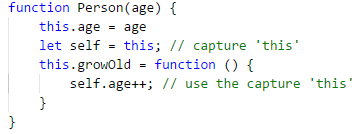 function Person(age) {
    this.age = age
    let self = this; // capture 'this'
    this.growOld = function () {
        self.age++; // use the capture 'this'
    }
}